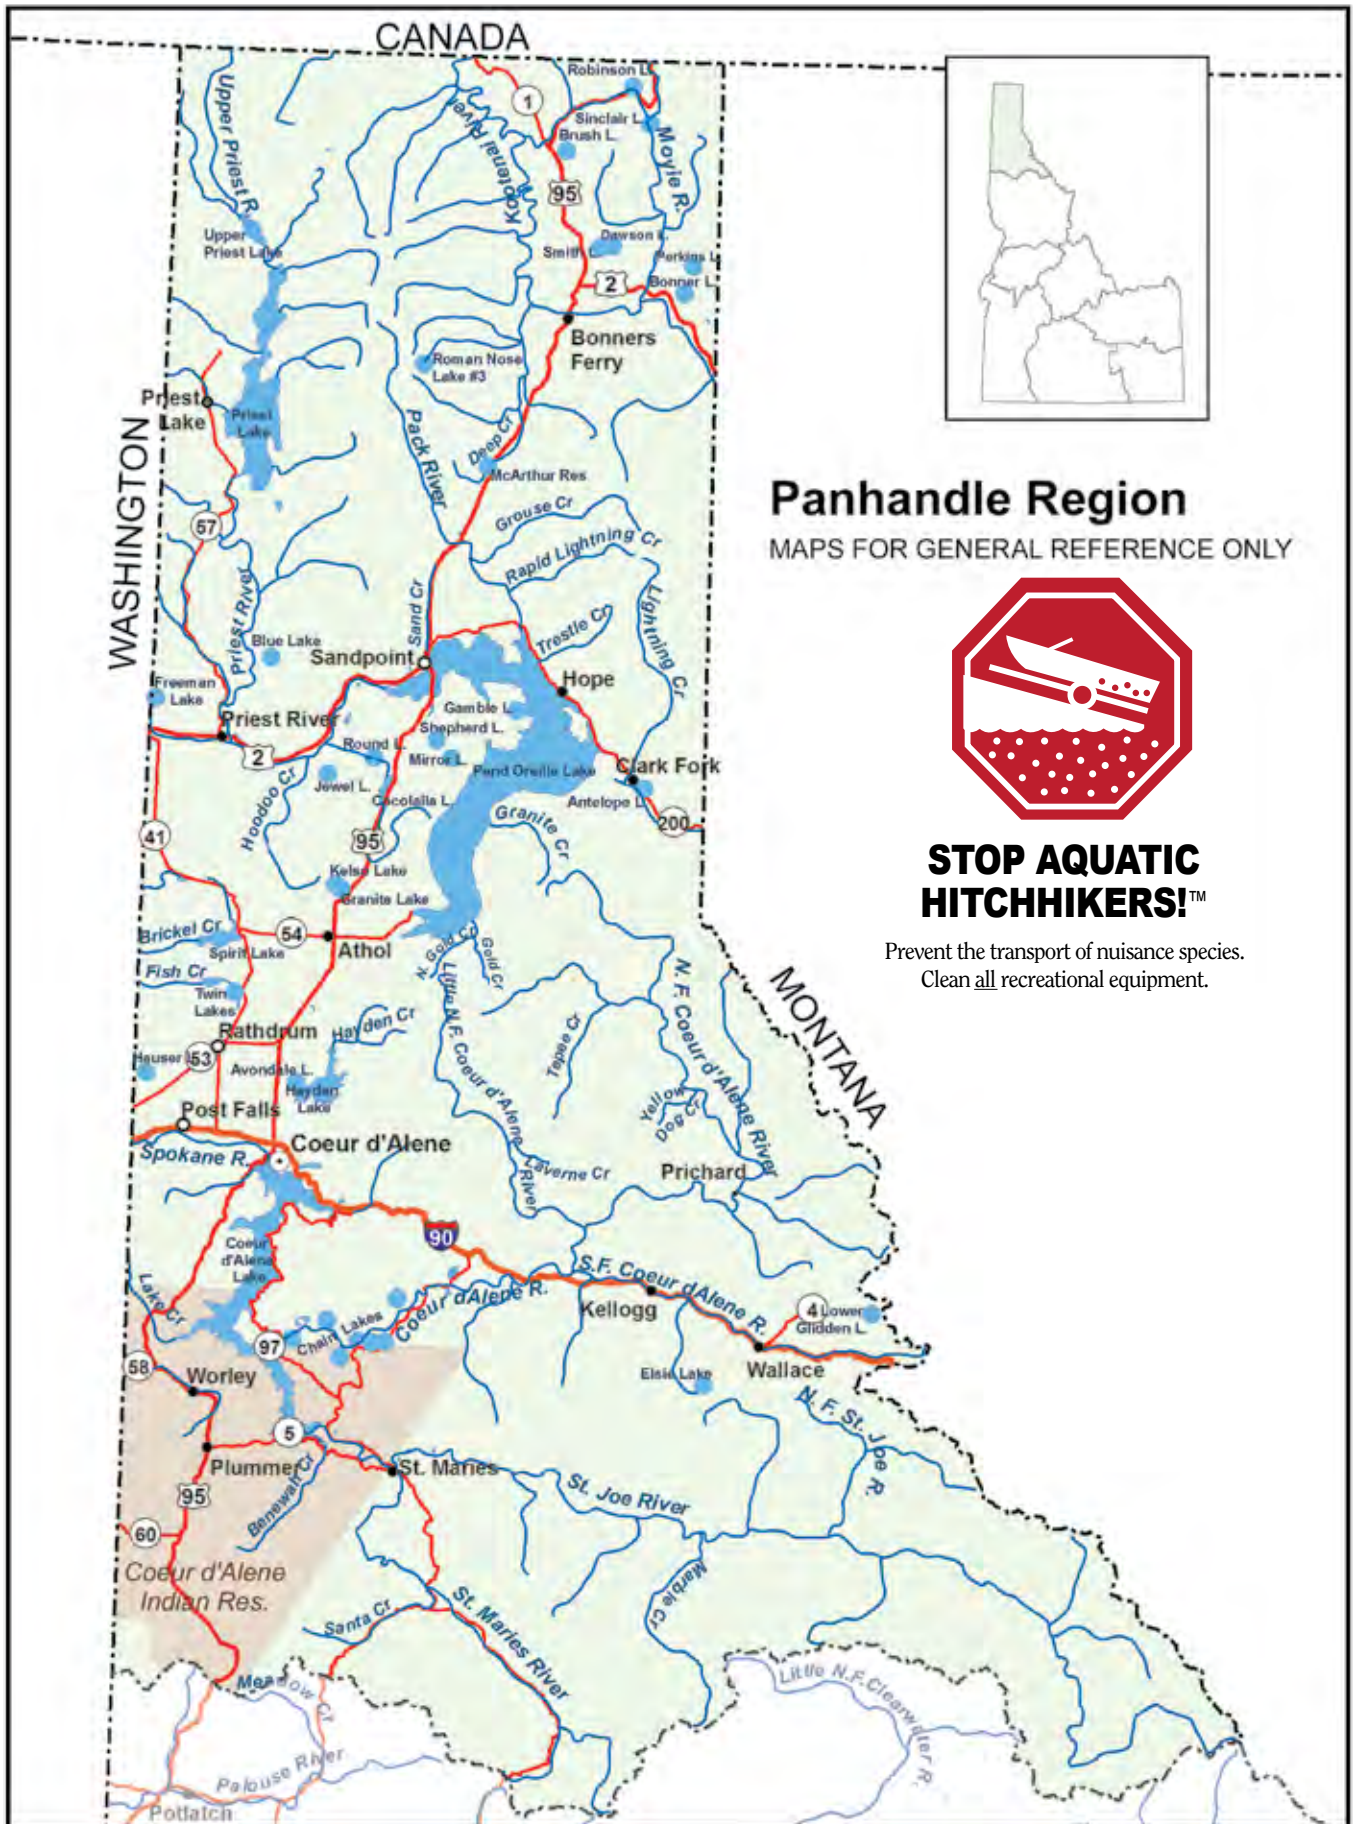 CANADA
Robinson L.
1
Sinclair L.
Brush L.
Upper Priest R.
Kootenai River
Moyie R.
95
Upper
Priest Lake
Dawson L.
Smith L.
Perkins L.
2
Bonner L.
Bonners
Ferry
Roman Nose
Lake #3
Priest
Lake
Priest
Lake
WASHINGTON
Pack River
Deep Cr
McArthur Res
Panhandle Region
MAPS FOR GENERAL REFERENCE ONLY
57
Grouse Cr
Rapid Lightning Cr
Priest River
Sand Cr
Lightning Cr
Trestle Cr
Blue Lake
Sandpoint
Freeman
Lake
Hope
Gamble L.
Priest River
Shepherd L.
2
Round L.
Mirror L.
Pend Oreille Lake
Clark Fork
Jewel L.
Cocolalla L.
Antelope L.
Hoodoo Cr
Granite Cr
200
41
95
STOP AQUATIC
HITCHHIKERS!™
Kelso Lake
Granite Lake
Brickel Cr
54
Athol
Prevent the transport of nuisance species.
Clean all recreational equipment.
Spirit Lake
N. Gold Cr
Gold Cr
Fish Cr
Twin
Lakes
Little N.F. Coeur d'Alene
River
N. F. Coeur d'Alene River
MONTANA
Rathdrum
Hayden Cr
Tepee Cr
Hauser L.
53
Avondale L.
Hayden
Lake
Yellow
Dog Cr
Post Falls
Coeur d'Alene
Spokane R.
Laverne Cr
Prichard
90
Coeur
d'Alene
Lake
S.F. Coeur dAlene R.
Lake Cr
Coeur dAlene R.
Kellogg
4
Lower
Glidden L.
Chain Lakes
97
58
Worley
Elsie Lake
Wallace
N. F. St. Joe R.
5
Plummer
St. Maries
Benewah Cr
95
St. Joe River
60
Coeur d'Alene
Indian Res.
Marble Cr
Santa Cr
St. Maries River
Meadow Cr
Little N.F. Clearwater R.
Palouse River
Potlatch